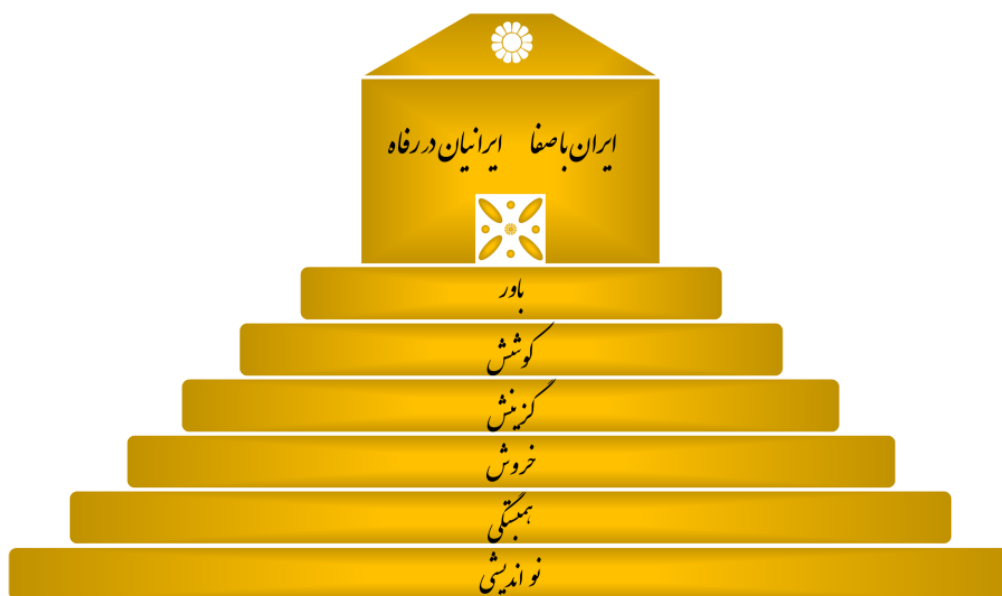 ایران باصفا ایرانیان در رفاه
باور
کوشش
گزینش
خروش
همبستگی
نو اندیشی